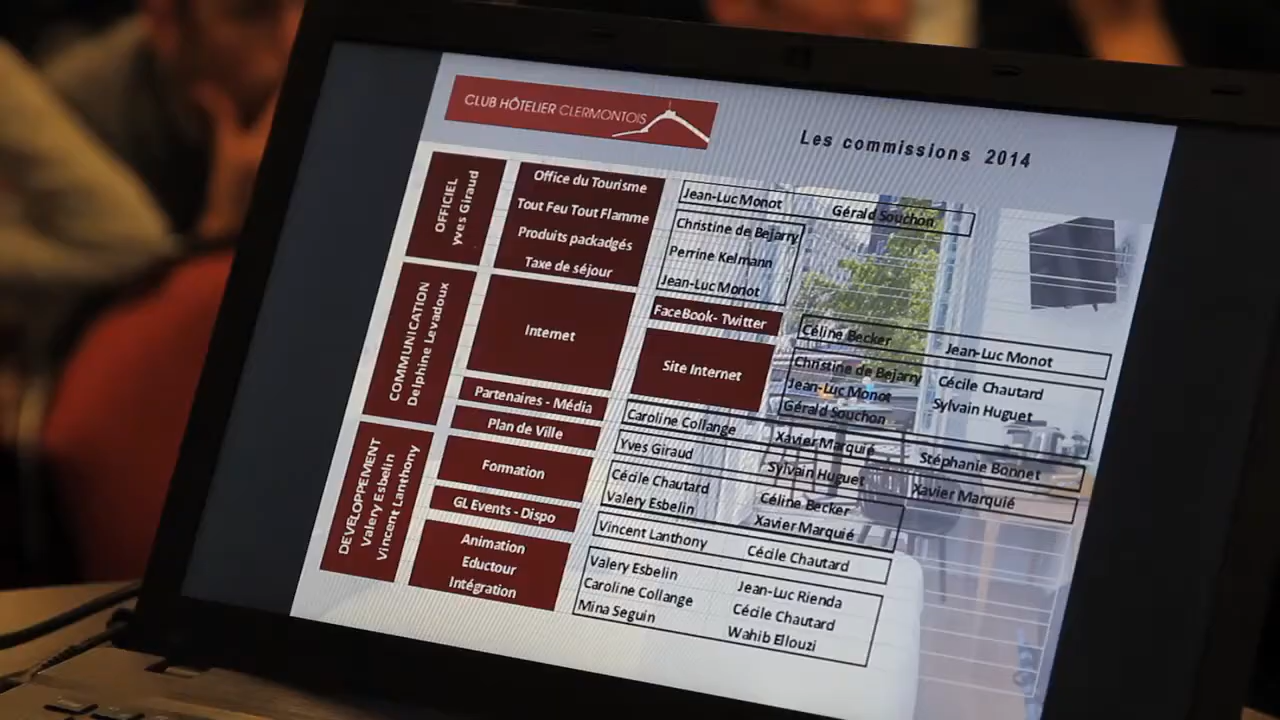 CLUB HÔTELIER CLERMONTOIS
Les commissions 2014
OFFICIEL
yves Giraud
Office du Tourisme
Tout Feu Tout Flamme
Produits packadgés
Taxe de séjour
Jean-Luc Monot Gérald Souchon
Christine de Bejarry
Perrine Kelmann
Jean-Luc Monot
COMMUNICATION
Delphine Levadoux
Internet
FaceBook- Twitter
Céline Becker Jean-Luc Monot
Site Internet
Christine de Bejarry Cécile Chautard
Jean-Luc Monot Sylvain Huguet
Gérald Souchon
Partenaires - Média
Caroline Collange Xavier Marquié Stéphanie Bonnet
Plan de Ville
Yves Giraud Sylvain Huguet Xavier Marquié
DEVELOPPEMENT
Valery Esbelin
Vincent Lanthony
Formation
Cécile Chautard Céline Becker
Valery Esbelin Xavier Marquié
GL Events - Dispo
Vincent Lanthony Cécile Chautard
Animation
Eductour
Intégration
Valery Esbelin Jean-Luc Rienda
Caroline Collange Cécile Chautard
Mina Seguin Wahib Ellouzi